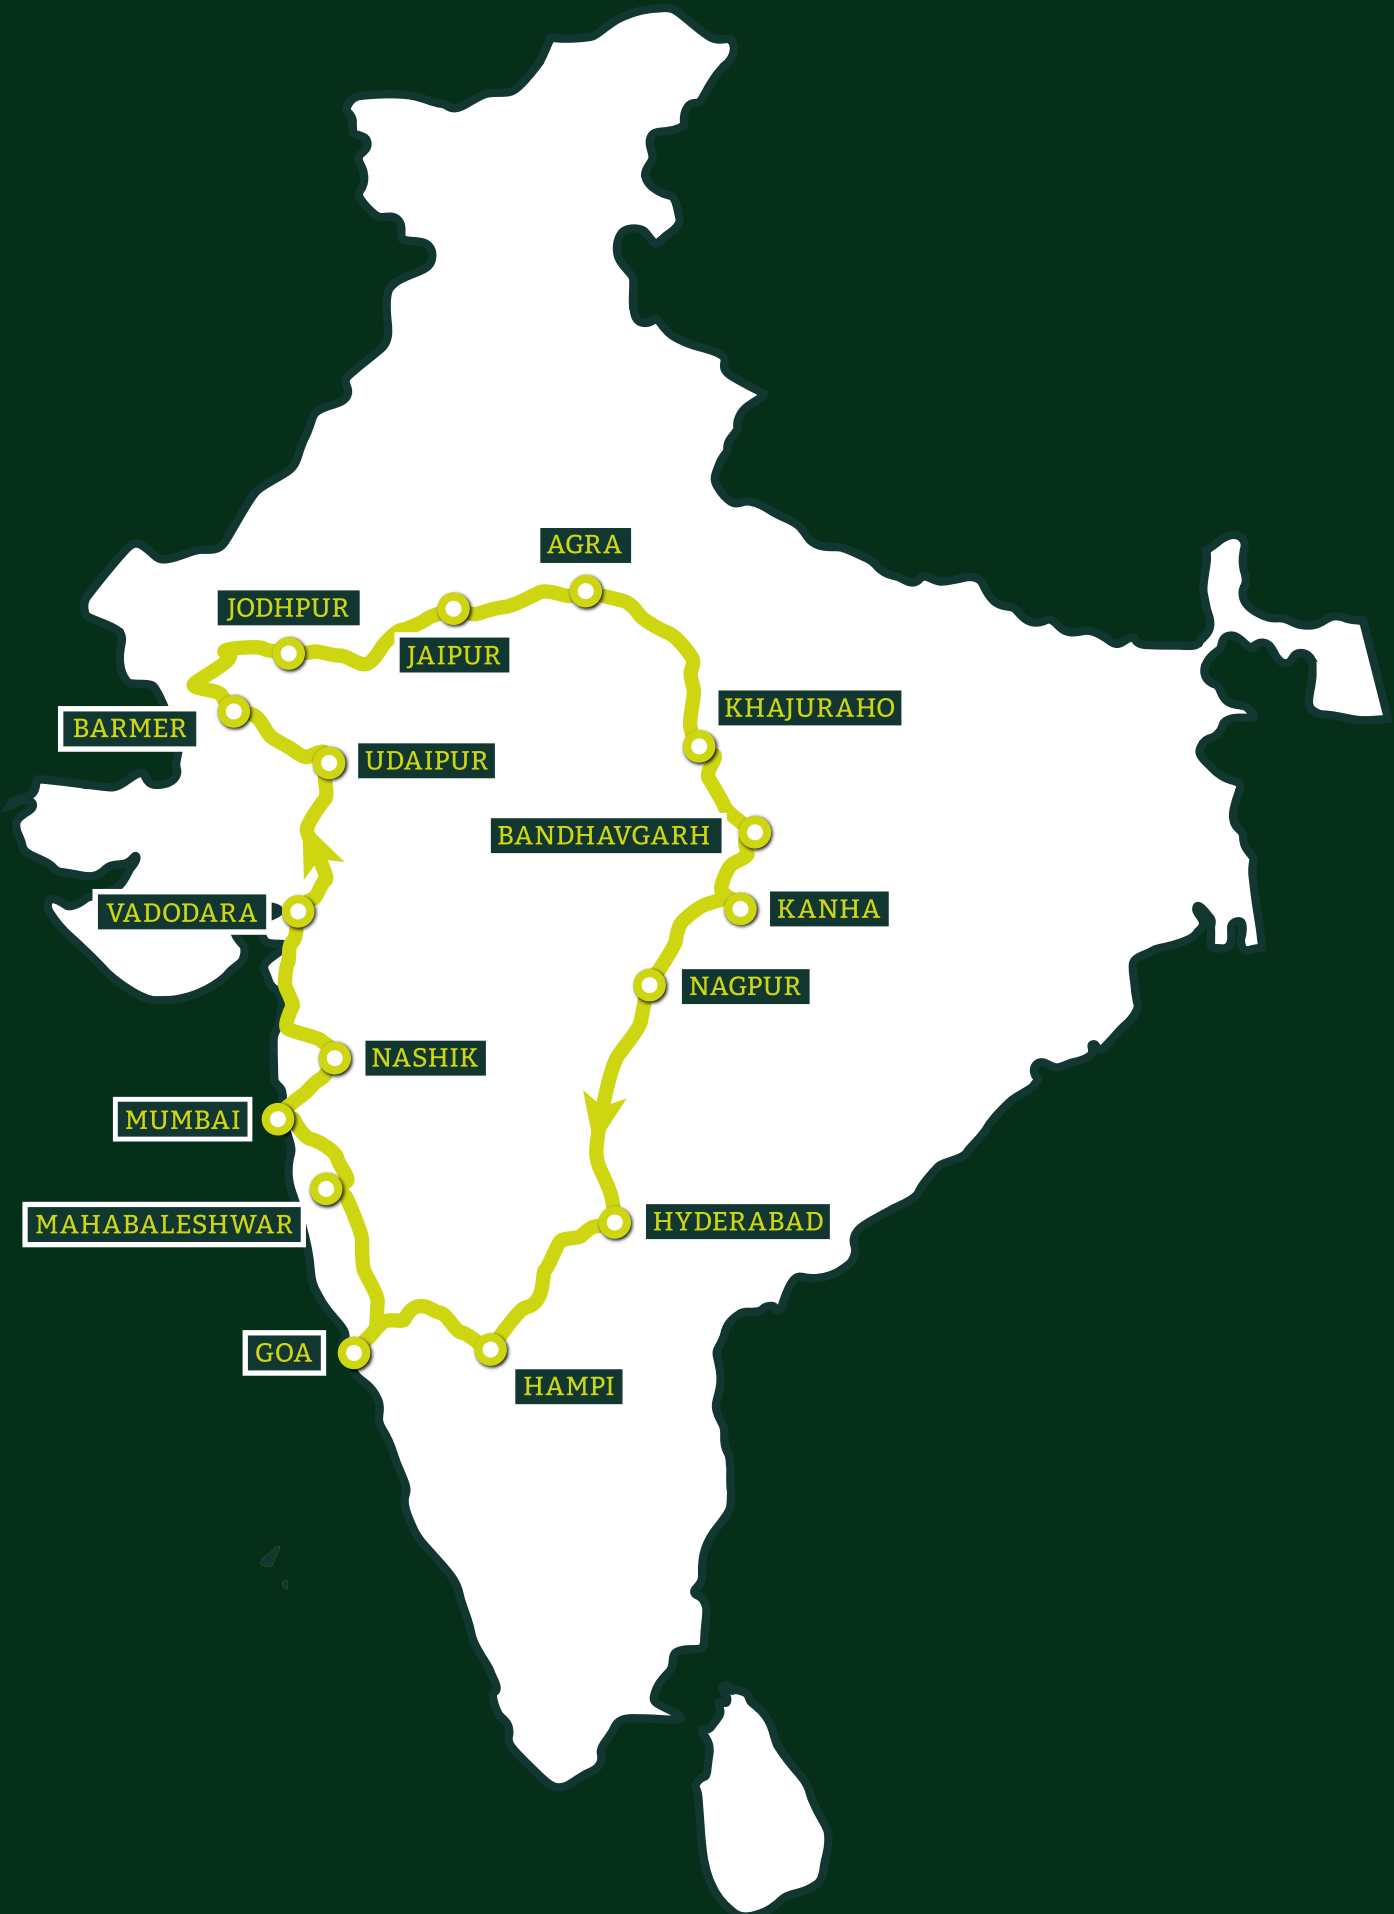 AGRA
JODHPUR
JAIPUR
KHAJURAHO
BARMER
UDAIPUR
BANDHAVGARH
VADODARA
KANHA
NAGPUR
NASHIK
MUMBAI
MAHABALESHWAR
HYDERABAD
GOA
HAMPI